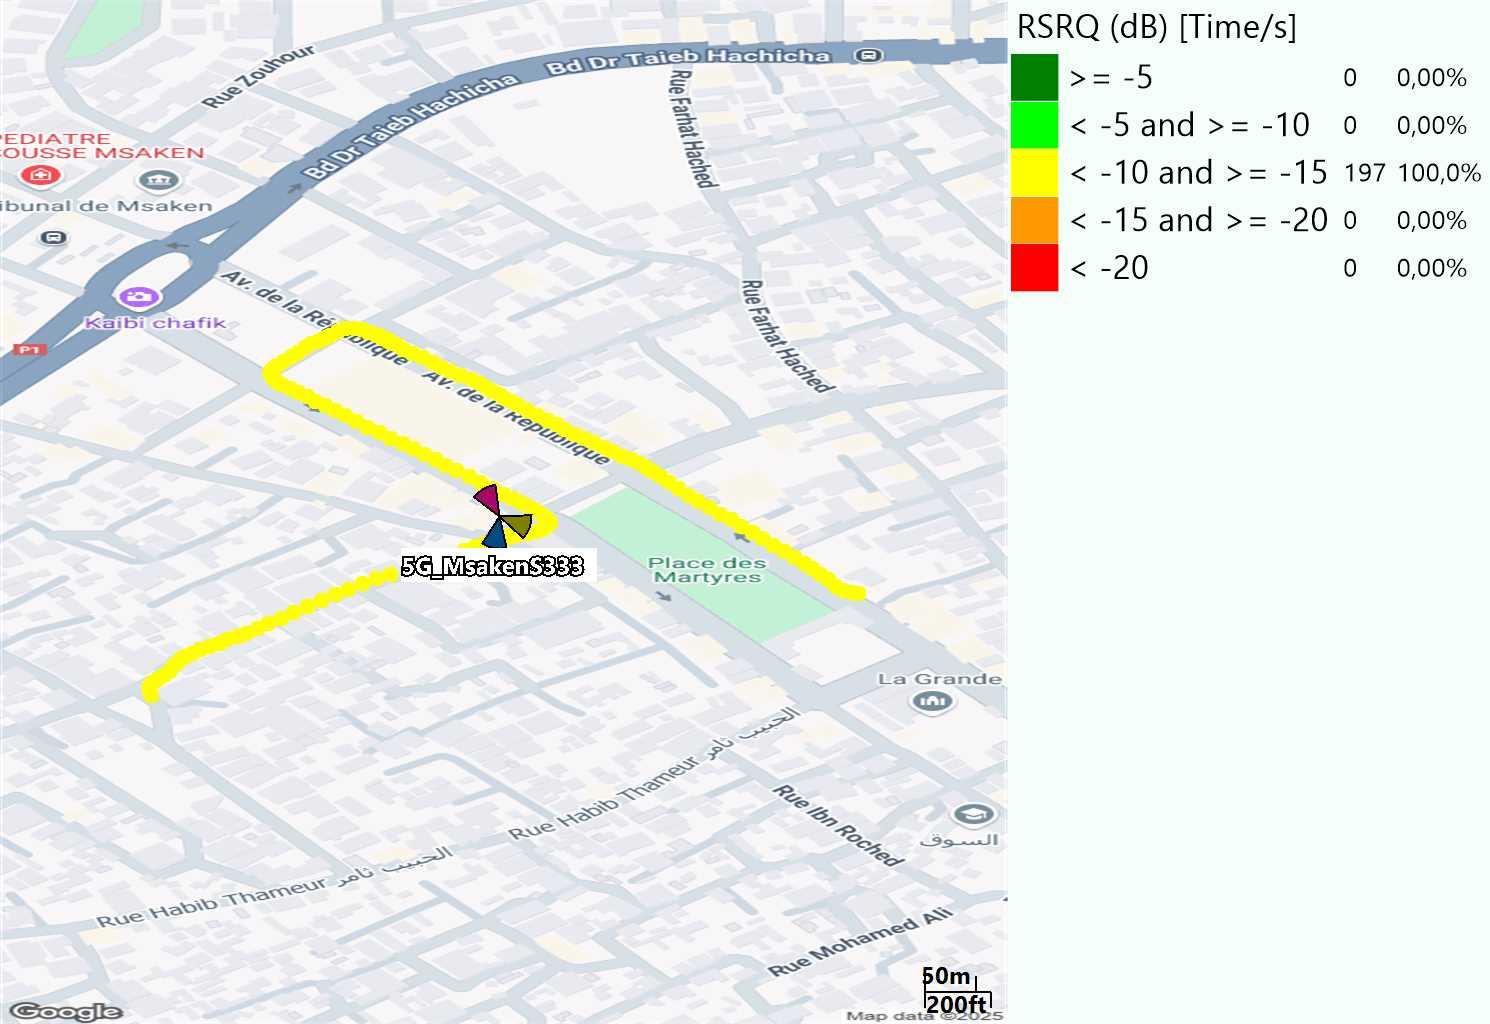 RSRQ (dB) [Time/s]
>= -5 0 0,00%
< -5 and >= -10 0 0,00%
< -10 and >= -15 197 100,0%
< -15 and >= -20 0 0,00%
< -20 0 0,00%
Rue Zouhour
Bd Dr Taieb Hachicha
Bd Dr Taieb Hachicha
Rue Farhat Hached
PEDIATRE
OUSSE MSAKEN
ibunal de Msaken
Kaibi chafik
P1
Av. de la République
Av. de la République
Rue Farhat Hached
5G_MsakenS333
Place des
Martyres
La Grande
Rue Habib Thameur الحبيب ثامر
Rue Ibn Roched
السوق
Rue Habib Thameur الحبيب ثامر
Rue Mohamed Ali
50m
200ft
Google
Map data ©2025